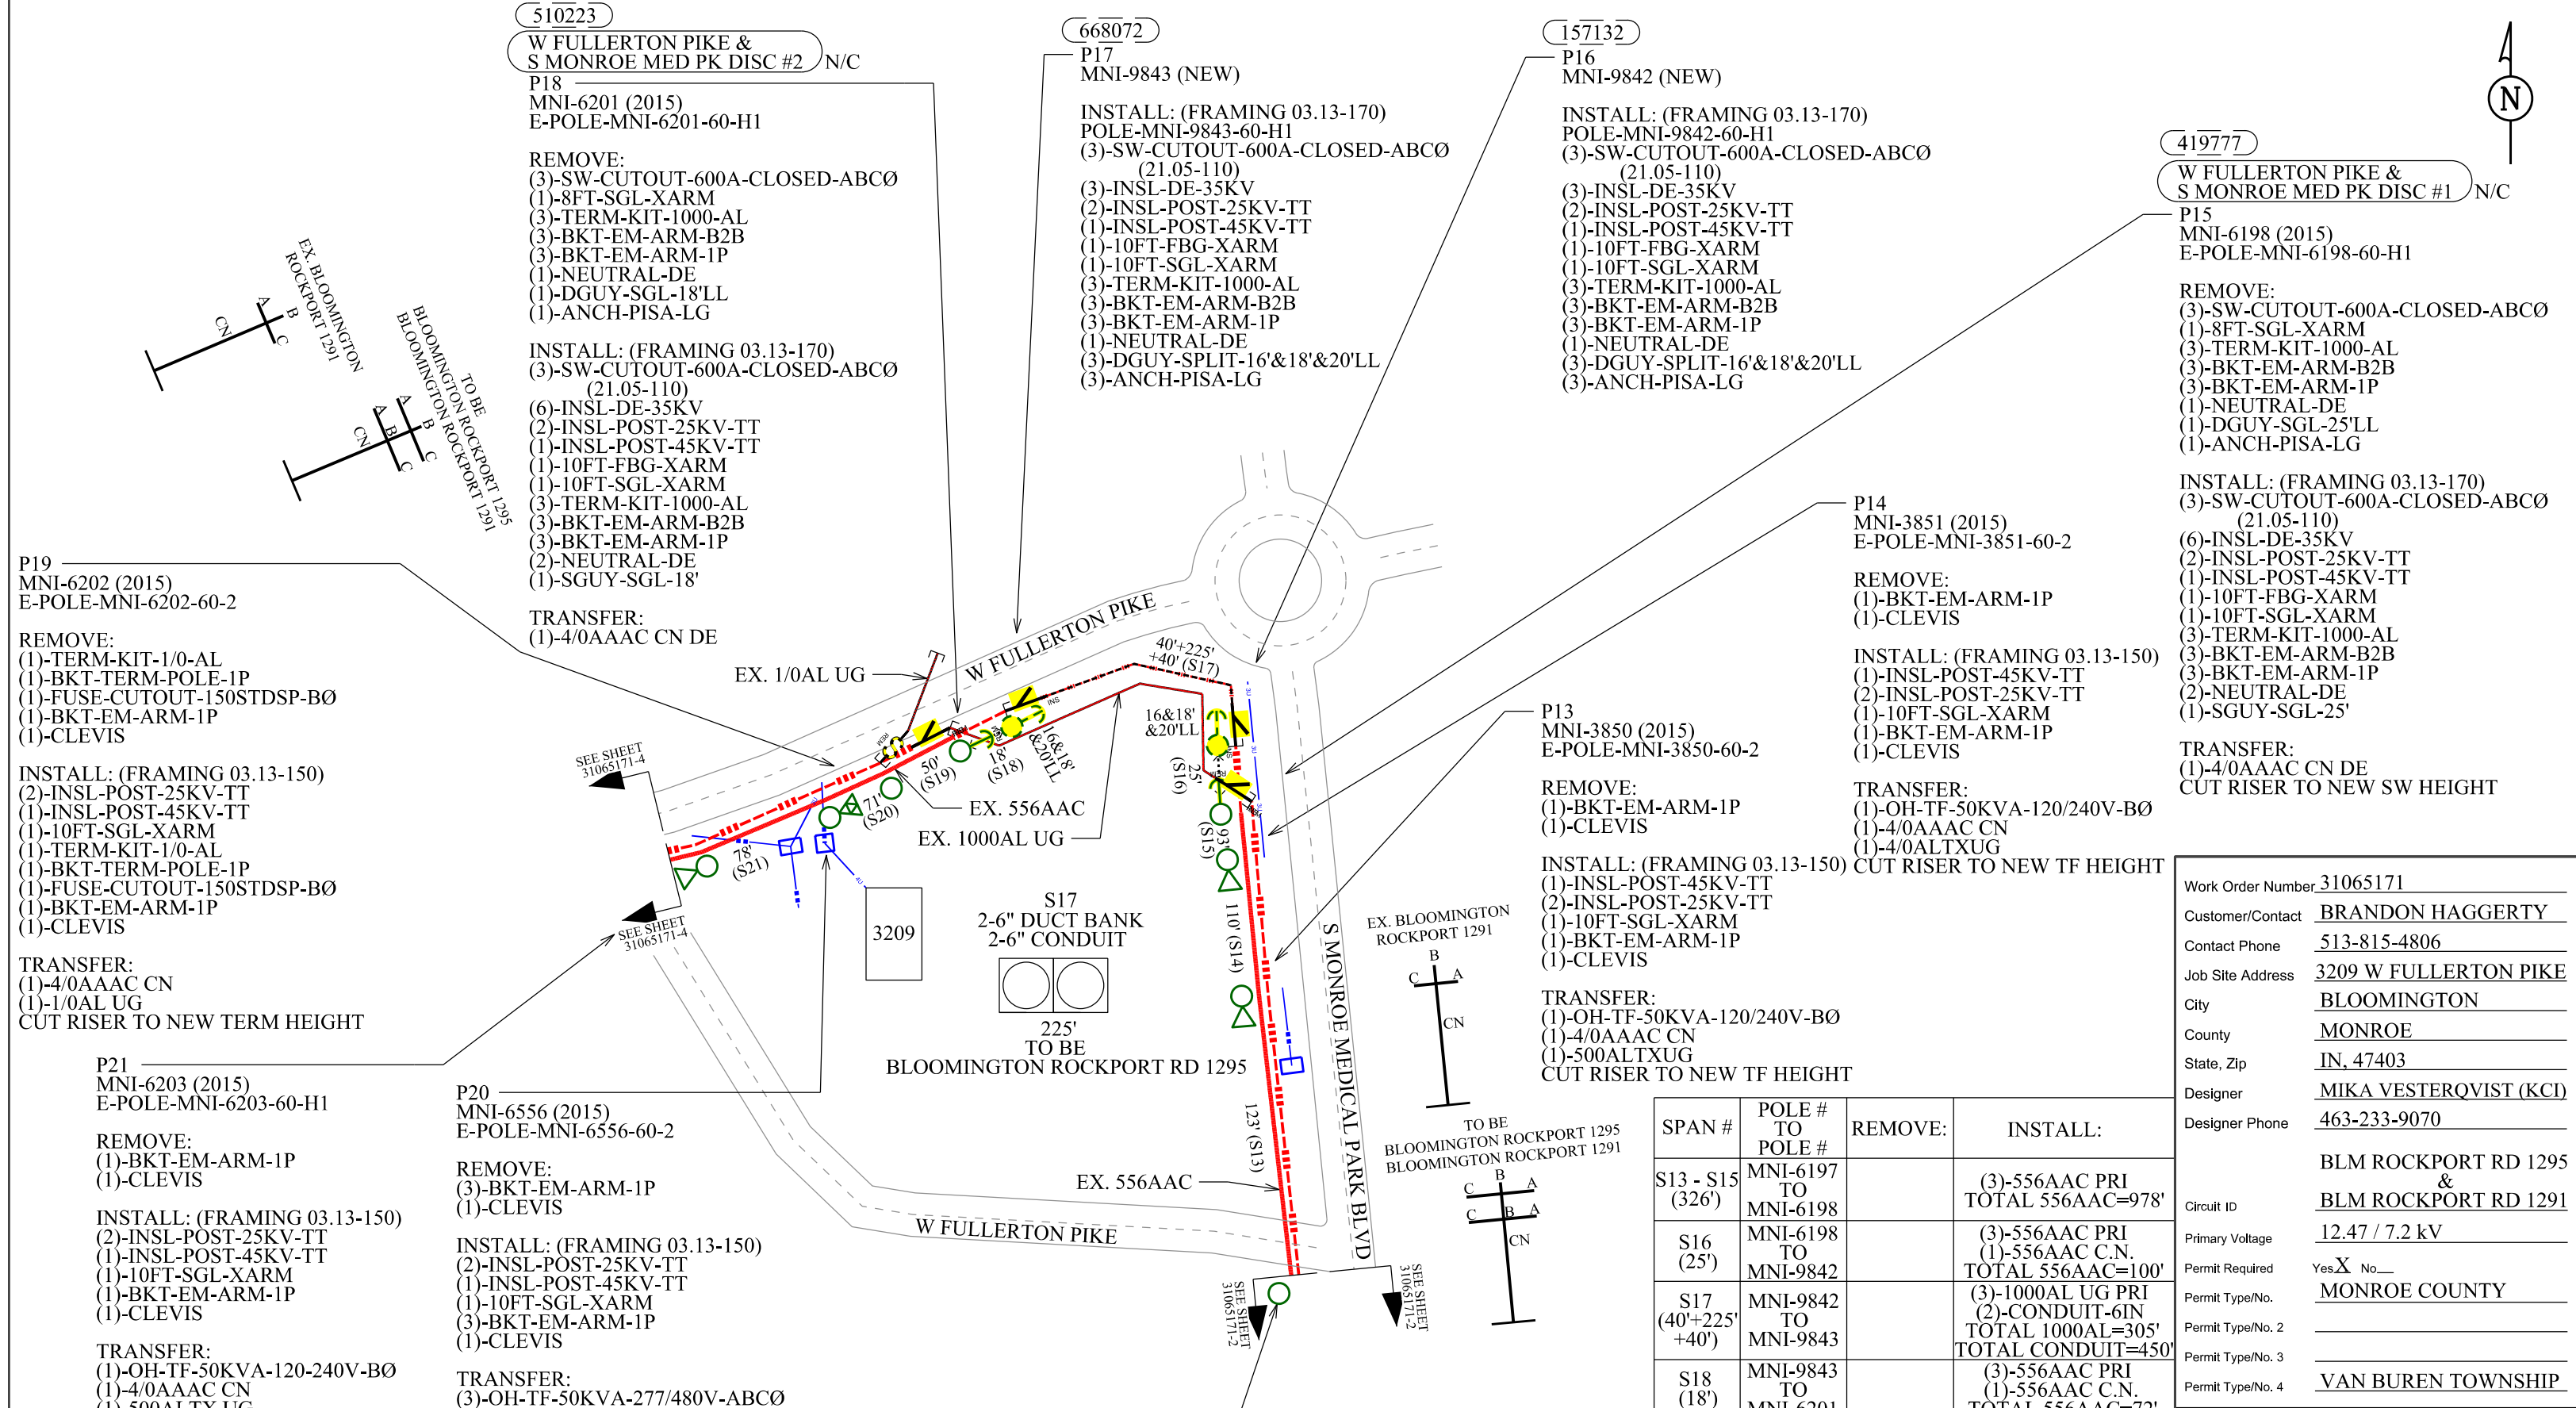 510223
W FULLERTON PIKE &
S MONROE MED PK DISC #2 N/C
P18
MNI-6201 (2015)
E-POLE-MNI-6201-60-H1
REMOVE:
(3)-SW-CUTOUT-600A-CLOSED-ABCØ
(1)-8FT-SGL-XARM
(3)-TERM-KIT-1000-AL
(3)-BKT-EM-ARM-B2B
(3)-BKT-EM-ARM-1P
(1)-NEUTRAL-DE
(1)-DGUY-SGL-18'LL
(1)-ANCH-PISA-LG
INSTALL: (FRAMING 03.13-170)
(3)-SW-CUTOUT-600A-CLOSED-ABCØ
(21.05-110)
(6)-INSL-DE-35KV
(2)-INSL-POST-25KV-TT
(1)-INSL-POST-45KV-TT
(1)-10FT-FBG-XARM
(1)-10FT-SGL-XARM
(3)-TERM-KIT-1000-AL
(3)-BKT-EM-ARM-B2B
(3)-BKT-EM-ARM-1P
(2)-NEUTRAL-DE
(1)-SGUY-SGL-18'
TRANSFER:
(1)-4/0AAAC CN DE
668072
P17
MNI-9843 (NEW)
INSTALL: (FRAMING 03.13-170)
POLE-MNI-9843-60-H1
(3)-SW-CUTOUT-600A-CLOSED-ABCØ
(21.05-110)
(3)-INSL-DE-35KV
(2)-INSL-POST-25KV-TT
(1)-INSL-POST-45KV-TT
(1)-10FT-FBG-XARM
(1)-10FT-SGL-XARM
(3)-TERM-KIT-1000-AL
(3)-BKT-EM-ARM-B2B
(3)-BKT-EM-ARM-1P
(1)-NEUTRAL-DE
(3)-DGUY-SPLIT-16'&18'&20'LL
(3)-ANCH-PISA-LG
157132
P16
MNI-9842 (NEW)
INSTALL: (FRAMING 03.13-170)
POLE-MNI-9842-60-H1
(3)-SW-CUTOUT-600A-CLOSED-ABCØ
(21.05-110)
(3)-INSL-DE-35KV
(2)-INSL-POST-25KV-TT
(1)-INSL-POST-45KV-TT
(1)-10FT-FBG-XARM
(1)-10FT-SGL-XARM
(3)-TERM-KIT-1000-AL
(3)-BKT-EM-ARM-B2B
(3)-BKT-EM-ARM-1P
(1)-NEUTRAL-DE
(3)-DGUY-SPLIT-16'&18'&20'LL
(3)-ANCH-PISA-LG
N
419777
W FULLERTON PIKE &
S MONROE MED PK DISC #1 N/C
P15
MNI-6198 (2015)
E-POLE-MNI-6198-60-H1
REMOVE:
(3)-SW-CUTOUT-600A-CLOSED-ABCØ
(1)-8FT-SGL-XARM
(3)-TERM-KIT-1000-AL
(3)-BKT-EM-ARM-B2B
(3)-BKT-EM-ARM-1P
(1)-NEUTRAL-DE
(1)-DGUY-SGL-25'LL
(1)-ANCH-PISA-LG
INSTALL: (FRAMING 03.13-170)
(3)-SW-CUTOUT-600A-CLOSED-ABCØ
(21.05-110)
(6)-INSL-DE-35KV
(2)-INSL-POST-25KV-TT
(1)-INSL-POST-45KV-TT
(1)-10FT-FBG-XARM
(1)-10FT-SGL-XARM
(3)-TERM-KIT-1000-AL
(3)-BKT-EM-ARM-B2B
(3)-BKT-EM-ARM-1P
(2)-NEUTRAL-DE
(1)-SGUY-SGL-25'
TRANSFER:
(1)-4/0AAAC CN DE
CUT RISER TO NEW SW HEIGHT
EX. BLOOMINGTON
ROCKPORT 1291
A
B
C
CN
TO BE
BLOOMINGTON ROCKPORT 1295
BLOOMINGTON ROCKPORT 1291
A
A
B
B
C
C
CN
P14
MNI-3851 (2015)
E-POLE-MNI-3851-60-2
REMOVE:
(1)-BKT-EM-ARM-1P
(1)-CLEVIS
INSTALL: (FRAMING 03.13-150)
(1)-INSL-POST-45KV-TT
(2)-INSL-POST-25KV-TT
(1)-10FT-SGL-XARM
(1)-BKT-EM-ARM-1P
(1)-CLEVIS
TRANSFER:
(1)-OH-TF-50KVA-120/240V-BØ
(1)-4/0AAAC CN
(1)-4/0ALTXUG
CUT RISER TO NEW TF HEIGHT
P19
MNI-6202 (2015)
E-POLE-MNI-6202-60-2
REMOVE:
(1)-TERM-KIT-1/0-AL
(1)-BKT-TERM-POLE-1P
(1)-FUSE-CUTOUT-150STDSP-BØ
(1)-BKT-EM-ARM-1P
(1)-CLEVIS
INSTALL: (FRAMING 03.13-150)
(2)-INSL-POST-25KV-TT
(1)-INSL-POST-45KV-TT
(1)-10FT-SGL-XARM
(1)-TERM-KIT-1/0-AL
(1)-BKT-TERM-POLE-1P
(1)-FUSE-CUTOUT-150STDSP-BØ
(1)-BKT-EM-ARM-1P
(1)-CLEVIS
TRANSFER:
(1)-4/0AAAC CN
(1)-1/0AL UG
CUT RISER TO NEW TERM HEIGHT
P13
MNI-3850 (2015)
E-POLE-MNI-3850-60-2
REMOVE:
(1)-BKT-EM-ARM-1P
(1)-CLEVIS
INSTALL: (FRAMING 03.13-150)
(1)-INSL-POST-45KV-TT
(2)-INSL-POST-25KV-TT
(1)-10FT-SGL-XARM
(1)-BKT-EM-ARM-1P
(1)-CLEVIS
TRANSFER:
(1)-OH-TF-50KVA-120/240V-BØ
(1)-4/0AAAC CN
(1)-500ALTXUG
CUT RISER TO NEW TF HEIGHT
EX. 1/0AL UG
W FULLERTON PIKE
40'+225'
+40' (S17)
INS
REM
REM
16&18'
&20'LL
16&18'
&20'LL
18'
(S18)
50'
(S19)
71'
(S20)
78'
(S21)
25'
(S16)
93'
(S15)
110' (S14)
123' (S13)
3U
3U
4U
EX. 556AAC
EX. 1000AL UG
SEE SHEET
31065171-4
SEE SHEET
31065171-4
3209
S17
2-6" DUCT BANK
2-6" CONDUIT
225'
TO BE
BLOOMINGTON ROCKPORT RD 1295
S MONROE MEDICAL PARK BLVD
EX. BLOOMINGTON
ROCKPORT 1291
B
C A
CN
TO BE
BLOOMINGTON ROCKPORT 1295
BLOOMINGTON ROCKPORT 1291
B
C A
C B A
CN
EX. 556AAC
W FULLERTON PIKE
SEE SHEET
31065171-2
SEE SHEET
31065171-2
P21
MNI-6203 (2015)
E-POLE-MNI-6203-60-H1
REMOVE:
(1)-BKT-EM-ARM-1P
(1)-CLEVIS
INSTALL: (FRAMING 03.13-150)
(2)-INSL-POST-25KV-TT
(1)-INSL-POST-45KV-TT
(1)-10FT-SGL-XARM
(1)-BKT-EM-ARM-1P
(1)-CLEVIS
TRANSFER:
(1)-OH-TF-50KVA-120-240V-BØ
(1)-4/0AAAC CN
(1)-500ALTX UG
P20
MNI-6556 (2015)
E-POLE-MNI-6556-60-2
REMOVE:
(3)-BKT-EM-ARM-1P
(1)-CLEVIS
INSTALL: (FRAMING 03.13-150)
(2)-INSL-POST-25KV-TT
(1)-INSL-POST-45KV-TT
(1)-10FT-SGL-XARM
(3)-BKT-EM-ARM-1P
(1)-CLEVIS
TRANSFER:
(3)-OH-TF-50KVA-277/480V-ABCØ
SPAN # POLE # TO POLE # REMOVE: INSTALL:
S13 - S15 (326') MNI-6197 TO MNI-6198 (3)-556AAC PRI TOTAL 556AAC=978'
S16 (25') MNI-6198 TO MNI-9842 (3)-556AAC PRI (1)-556AAC C.N. TOTAL 556AAC=100'
S17 (40'+225' +40') MNI-9842 TO MNI-9843 (3)-1000AL UG PRI (2)-CONDUIT-6IN TOTAL 1000AL=305' TOTAL CONDUIT=450'
S18 (18') MNI-9843 TO MNI-6201 (3)-556AAC PRI (1)-556AAC C.N. TOTAL 556AAC=72'
Work Order Number 31065171
Customer/Contact BRANDON HAGGERTY
Contact Phone 513-815-4806
Job Site Address 3209 W FULLERTON PIKE
City BLOOMINGTON
County MONROE
State, Zip IN, 47403
Designer MIKA VESTERQVIST (KCI)
Designer Phone 463-233-9070
BLM ROCKPORT RD 1295
&
Circuit ID BLM ROCKPORT RD 1291
Primary Voltage 12.47 / 7.2 kV
Permit Required Yes X No
Permit Type/No. MONROE COUNTY
Permit Type/No. 2
Permit Type/No. 3
Permit Type/No. 4 VAN BUREN TOWNSHIP